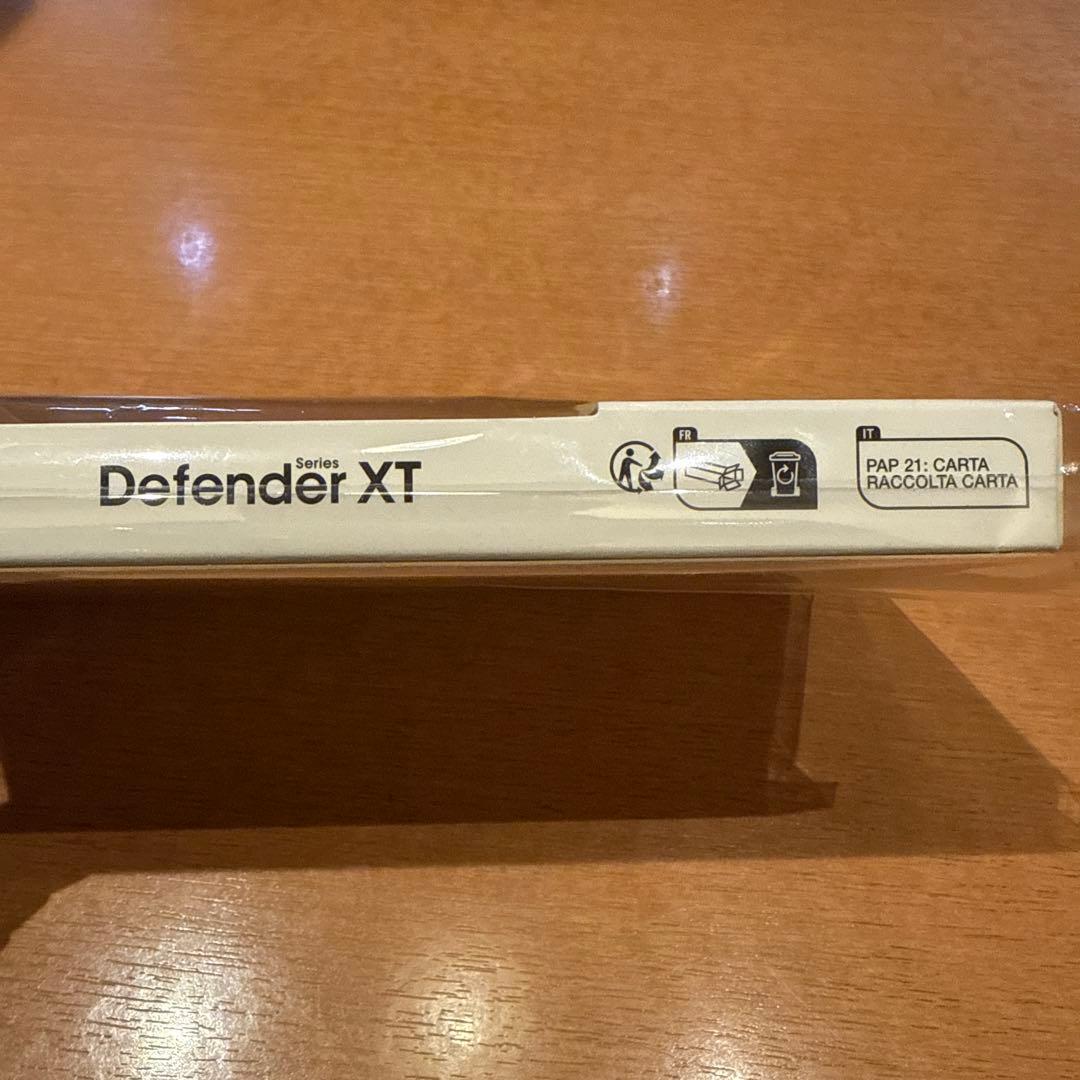 Defender Series XT
FR
IT
PAP 21: CARTA
RACCOLTA CARTA